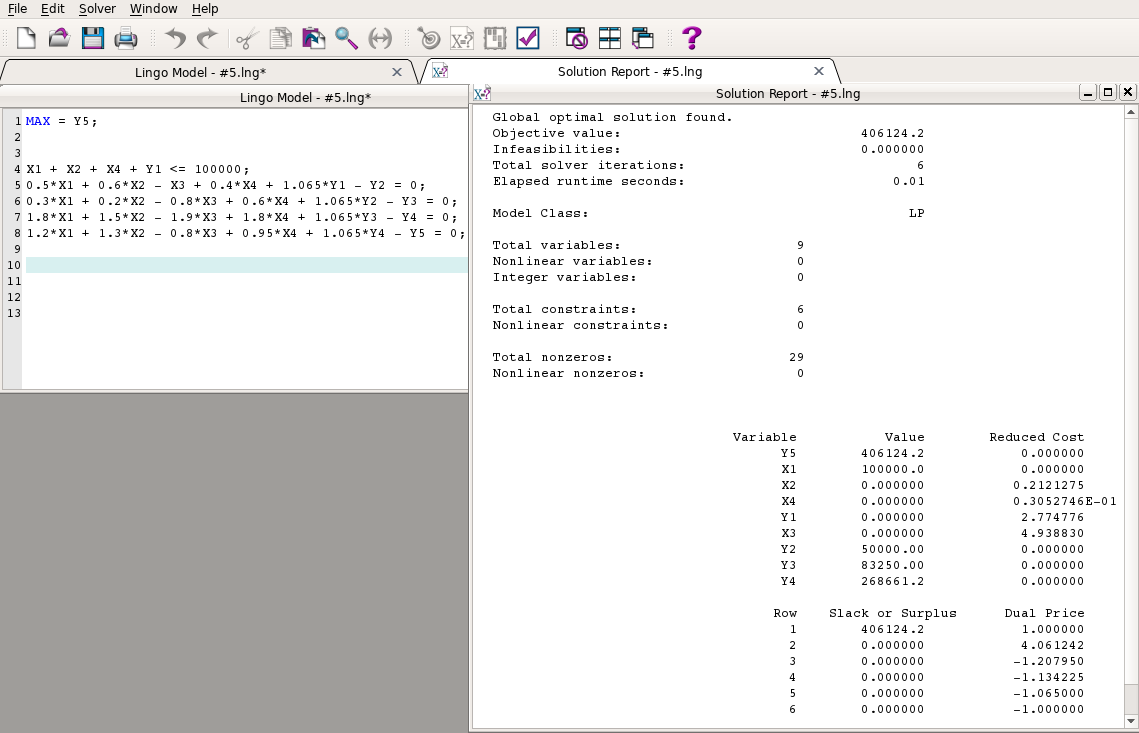 File Edit Solver Window Help
Lingo Model - #5.lng*
Solution Report - #5.lng
Lingo Model - #5.lng*
1 MAX = Y5;
2
3
4 X1 + X2 + X4 + Y1 <= 100000;
5 0.5*X1 + 0.6*X2 - X3 + 0.4*X4 + 1.065*Y1 - Y2 = 0;
6 0.3*X1 + 0.2*X2 - 0.8*X3 + 0.6*X4 + 1.065*Y2 - Y3 = 0;
7 1.8*X1 + 1.5*X2 - 1.9*X3 + 1.8*X4 + 1.065*Y3 - Y4 = 0;
8 1.2*X1 + 1.3*X2 - 0.8*X3 + 0.95*X4 + 1.065*Y4 - Y5 = 0;
9
10
11
12
13
Solution Report - #5.lng
Global optimal solution found.
Objective value: 406124.2
Infeasibilities: 0.000000
Total solver iterations: 6
Elapsed runtime seconds: 0.01
Model Class: LP
Total variables: 9
Nonlinear variables: 0
Integer variables: 0
Total constraints: 6
Nonlinear constraints: 0
Total nonzeros: 29
Nonlinear nonzeros: 0
Variable Value Reduced Cost
Y5 406124.2 0.000000
X1 100000.0 0.000000
X2 0.000000 0.2121275
X4 0.000000 0.3052746E-01
Y1 0.000000 2.774776
X3 0.000000 4.938830
Y2 50000.00 0.000000
Y3 83250.00 0.000000
Y4 268661.2 0.000000
Row Slack or Surplus Dual Price
1 406124.2 1.000000
2 0.000000 4.061242
3 0.000000 -1.207950
4 0.000000 -1.134225
5 0.000000 -1.065000
6 0.000000 -1.000000